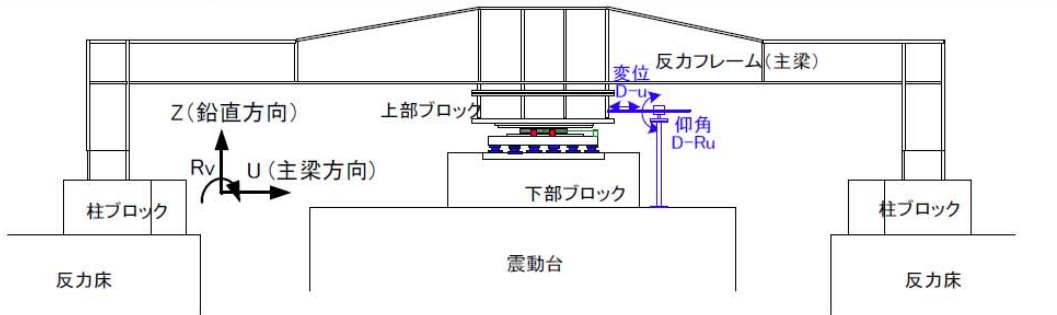 反力フレーム(主梁)
変位
D-u
上部ブロック
仰角
D-Ru
Z(鉛直方向)
Rv
U(主梁方向)
下部ブロック
柱ブロック
柱ブロック
震動台
反力床
反力床